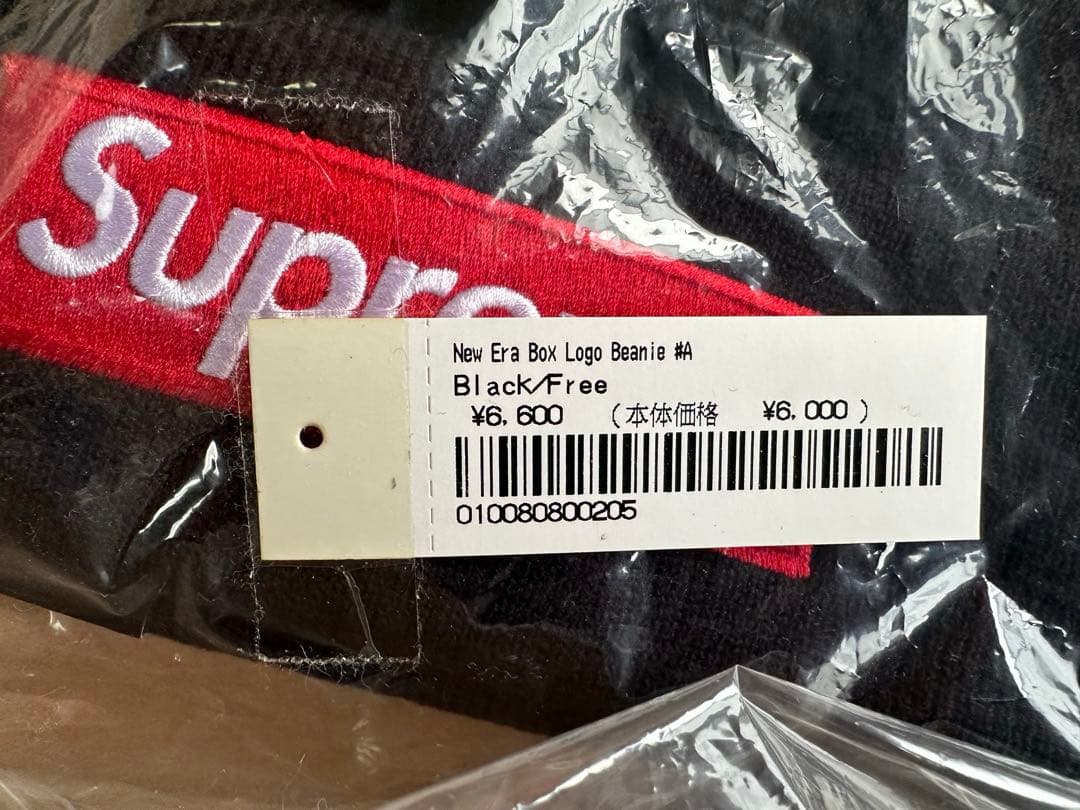 Supre
New Era Box Logo Beanie #A
Black/Free
¥6,600 (本体価格 ¥6,000)
010080800205